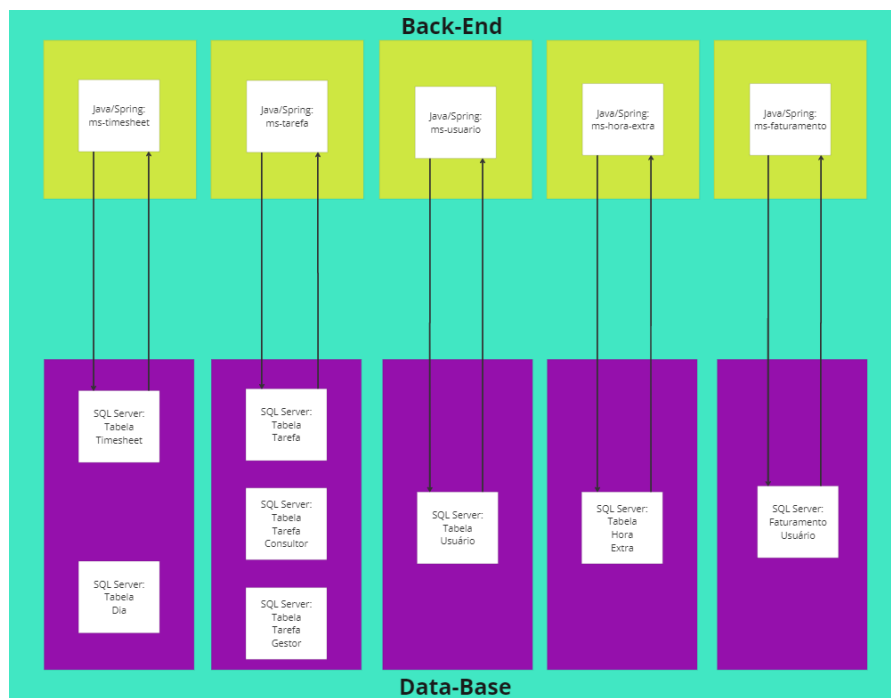 Back-End
Java/Spring:
ms-timesheet
Java/Spring:
ms-tarefa
Java/Spring:
ms-usuario
Java/Spring:
ms-hora-extra
Java/Spring:
ms-faturamento
SQL Server:
Tabela
Timesheet
SQL Server:
Tabela
Dia
SQL Server:
Tabela
Tarefa
SQL Server:
Tabela
Tarefa
Consultor
SQL Server:
Tabela
Tarefa
Gestor
SQL Server:
Tabela
Usuário
SQL Server:
Tabela
Hora
Extra
SQL Server:
Faturamento
Usuário
Data-Base